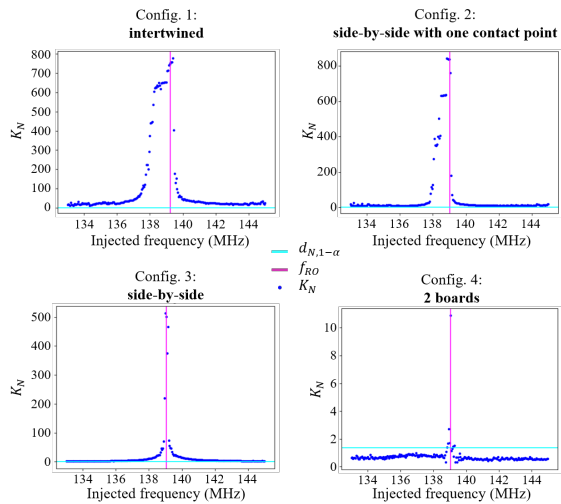 Config. 1:
intertwined
Config. 2:
side-by-side with one contact point
800
700
600
500
400
300
200
100
0
K_N
134 136 138 140 142 144
Injected frequency (MHz)
800
600
400
200
0
K_N
134 136 138 140 142 144
Injected frequency (MHz)
d_{N,1−α}
f_{RO}
K_N
Config. 3:
side-by-side
Config. 4:
2 boards
500
400
300
200
100
0
K_N
134 136 138 140 142 144
Injected frequency (MHz)
10
8
6
4
2
0
K_N
134 136 138 140 142 144
Injected frequency (MHz)